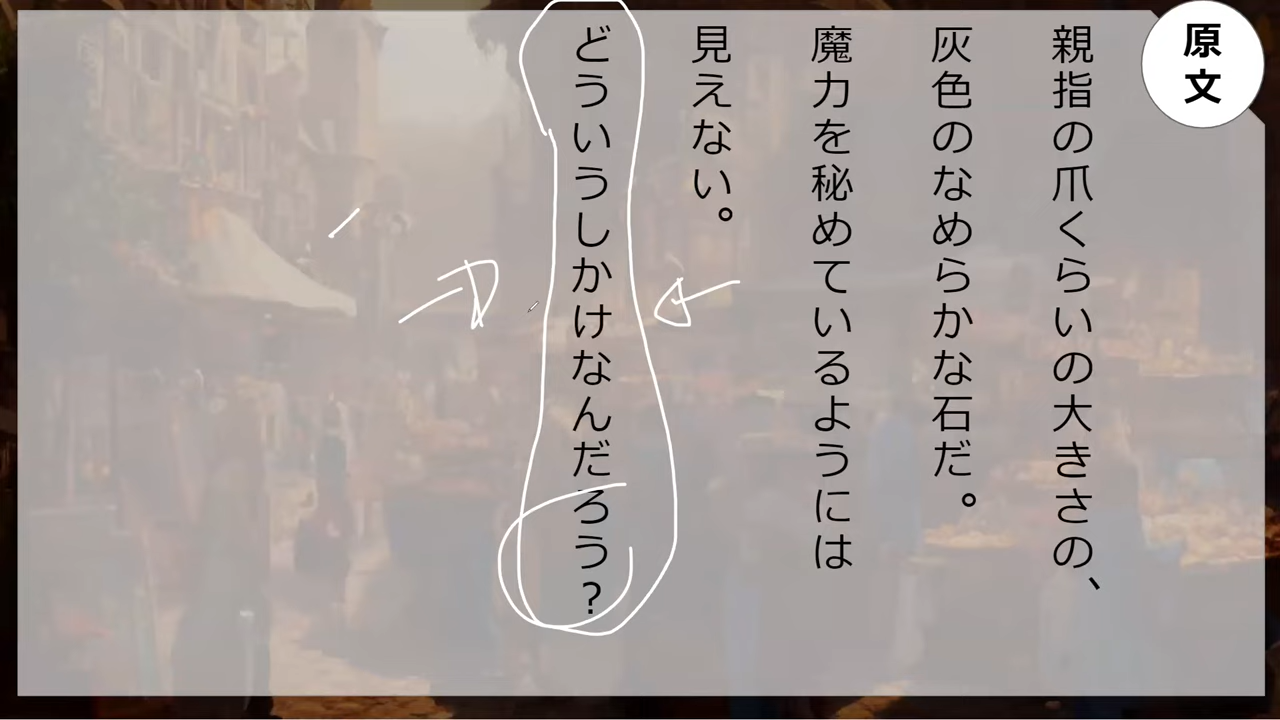 原文
親指の爪くらいの大きさの、
灰色のなめらかな石だ。
魔力を秘めているようには
見えない。
どういうしかけなんだろう?